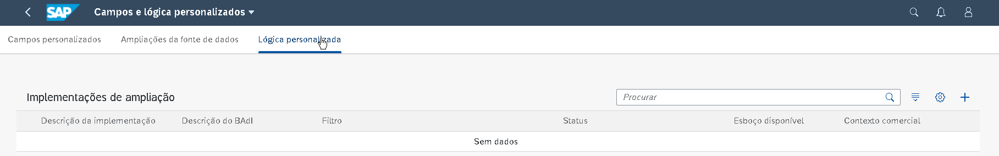 SAP Campos e lógica personalizados
Campos personalizados Ampliações da fonte de dados Lógica personalizada
Implementações de ampliação Procurar
Descrição da implementação Descrição do BAdI Filtro Status Esboço disponível Contexto comercial
Sem dados